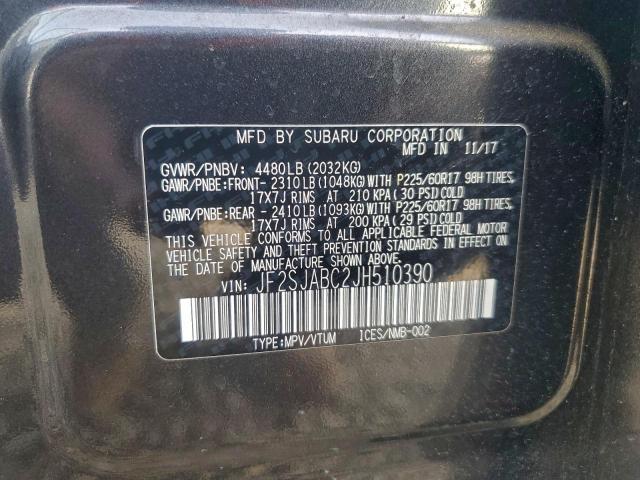 MFD BY SUBARU CORPORATION
MFD IN 11/17
GVWR/PNBV: 4480LB(2032KG)
GAWR/PNBE:FRONT- 2310LB(1048KG)WITH P225/60R17 98H TIRES,
17X7J RIMS AT 210 KPA(30 PSI)COLD
GAWR/PNBE:REAR - 2410LB(1093KG)WITH P225/60R17 98H TIRES,
17X7J RIMS AT 200 KPA(29 PSI)COLD
THIS VEHICLE CONFORMS TO ALL APPLICABLE FEDERAL MOTOR
VEHICLE SAFETY AND THEFT PREVENTION STANDARDS IN
EFFECT ON THE DATE OF MANUFACTURE SHOWN ABOVE.
VIN: JF2SJABC2JH510390
TYPE:MPV/VTUM ICES/NMB-002